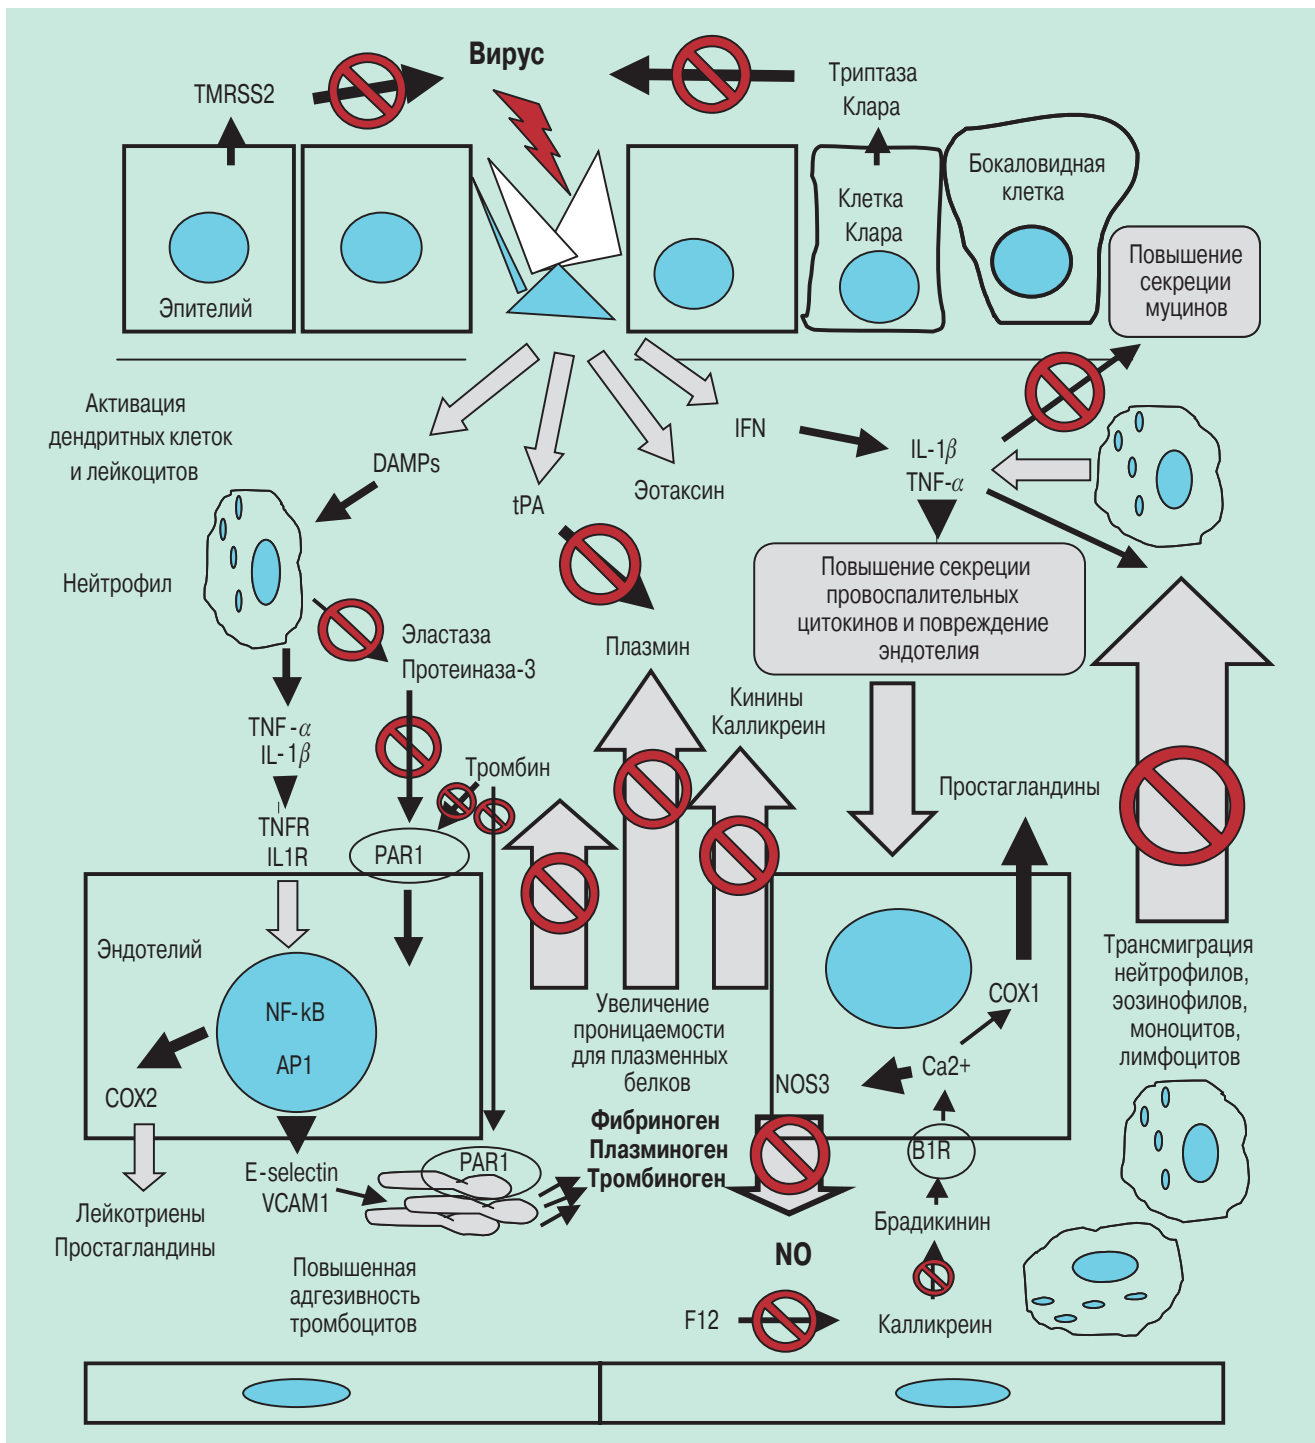 Вирус
TMRSS2
Триптаза
Клара
Бокаловидная
клетка
Клетка
Клара
Эпителий
Повышение
секреции
муцинов
Активация
дендритных клеток
и лейкоцитов
DAMPs
tPA
Эотаксин
IFN
IL-1β
TNF-α
Нейтрофил
Эластаза
Протеиназа-3
Плазмин
Повышение секреции
провоспалительных
цитокинов и повреждение
эндотелия
Кинины
Калликреин
TNF-α
IL-1β
Тромбин
Простагландины
TNFR
IL1R
PAR1
Эндотелий
NF-kB
AP1
COX2
COX1
Ca2+
NOS3
B1R
Увеличение
проницаемости
для плазменных
белков
Фибриноген
Плазминоген
Тромбиноген
Трансмиграция
нейтрофилов,
эозинофилов,
моноцитов,
лимфоцитов
E-selectin
VCAM1
PAR1
Лейкотриены
Простагландины
Повышенная
адгезивность
тромбоцитов
NO
Брадикинин
F12
Калликреин